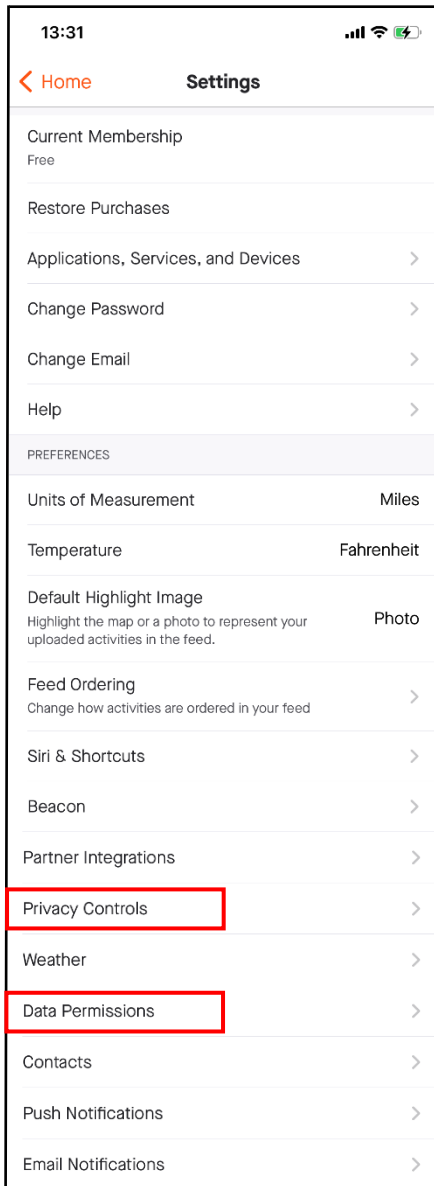 13:31
Home
Settings
Current Membership
Free
Restore Purchases
Applications, Services, and Devices
Change Password
Change Email
Help
PREFERENCES
Units of Measurement Miles
Temperature Fahrenheit
Default Highlight Image
Highlight the map or a photo to represent your
uploaded activities in the feed.
Photo
Feed Ordering
Change how activities are ordered in your feed
Siri & Shortcuts
Beacon
Partner Integrations
Privacy Controls
Weather
Data Permissions
Contacts
Push Notifications
Email Notifications